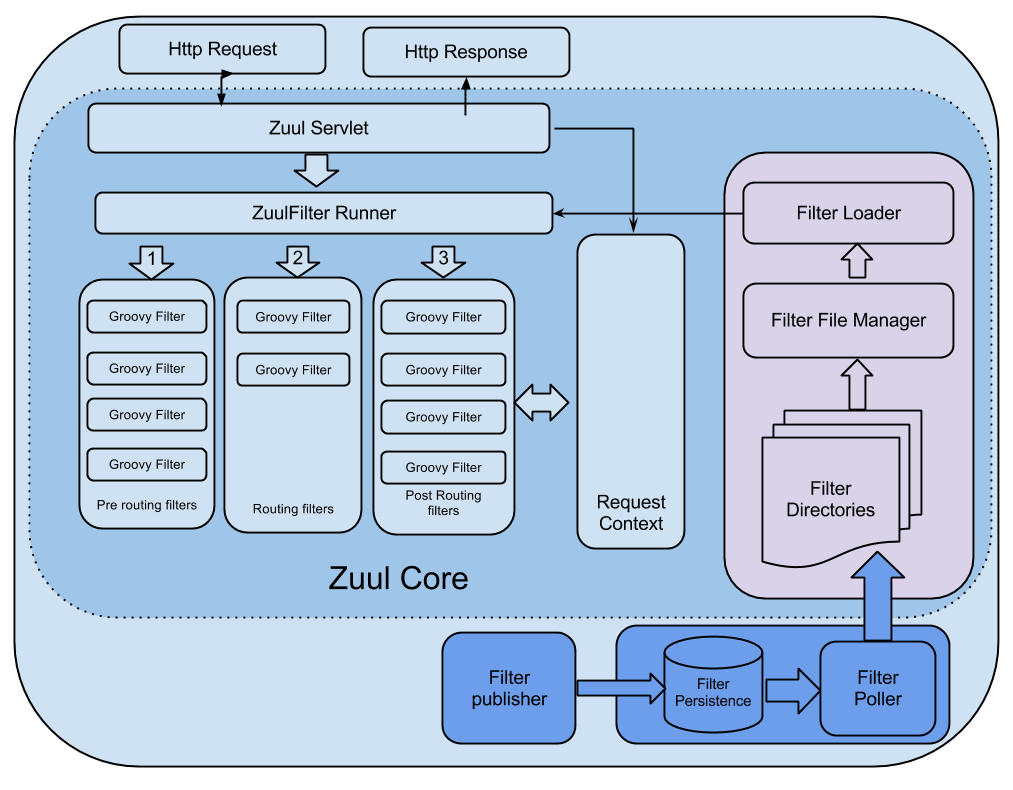 Http Request
Http Response
Zuul Servlet
ZuulFilter Runner
Filter Loader
1
2
3
Groovy Filter
Groovy Filter
Groovy Filter
Groovy Filter
Pre routing filters
Groovy Filter
Groovy Filter
Routing filters
Groovy Filter
Groovy Filter
Groovy Filter
Groovy Filter
Post Routing
filters
Request
Context
Filter File Manager
Filter
Directories
Zuul Core
Filter
publisher
Filter
Persistence
Filter
Poller